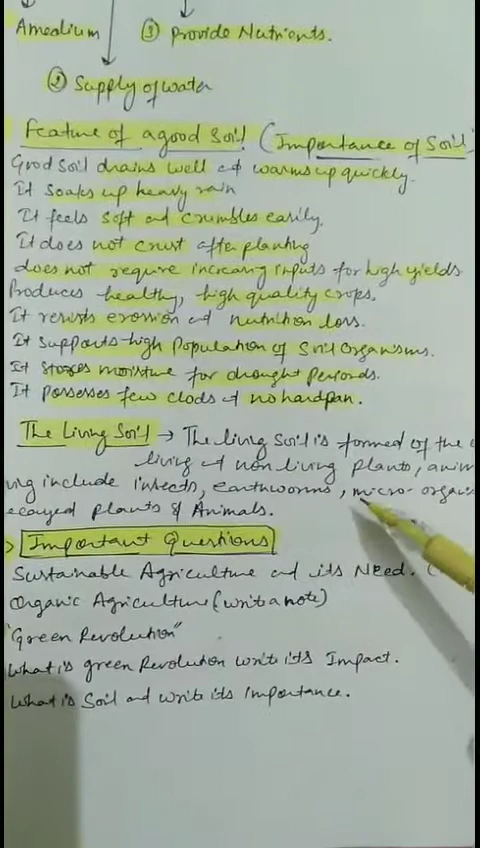 Amedium ③ Provide Nutrients.
② Supply of water
Feature of a good Soil (Importance of Soil)
Good Soil drains well & warms up quickly.
It Soaks up heavy rain
It feels soft and crumbles easily.
It does not crust after planting
does not require increasing inputs for high yields
Produces healthy, high quality crops.
It resists erossion & nutrition loss.
It Supports high Population of Soil Organisms.
It stores moisture for drought Periods.
It Possesses few clods & no hardpan.
The Living Soil → The living Soil is formed of the
living & non living Plants, anim
ving include insects, earthworms, micro-organis
ecayed plants & Animals.
Important Questions
Sustainable Agriculture and its Need.
Organic Agriculture (write a note)
"Green Revolution"
What is green Revolution write its Impact.
What is Soil and write its Importance.